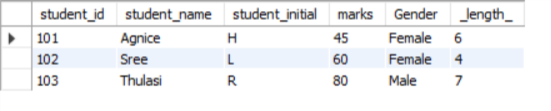 student_id student_name student_initial marks Gender _length_
101 Agnice H 45 Female 6
102 Sree L 60 Female 4
103 Thulasi R 80 Male 7